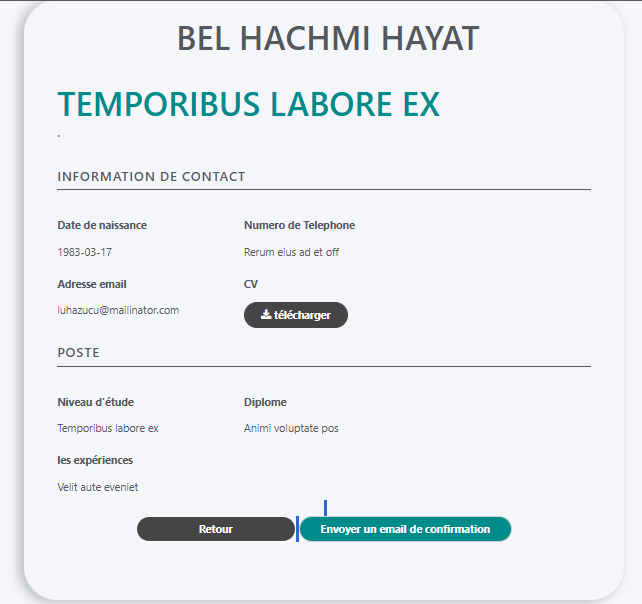 BEL HACHMI HAYAT
TEMPORIBUS LABORE EX
.
INFORMATION DE CONTACT
Date de naissance
Numero de Telephone
1983-03-17
Rerum eius ad et off
Adresse email
CV
luhazucu@mailinator.com
télécharger
POSTE
Niveau d'étude
Diplome
Temporibus labore ex
Animi voluptate pos
les expériences
Velit aute eveniet
Retour
Envoyer un email de confirmation